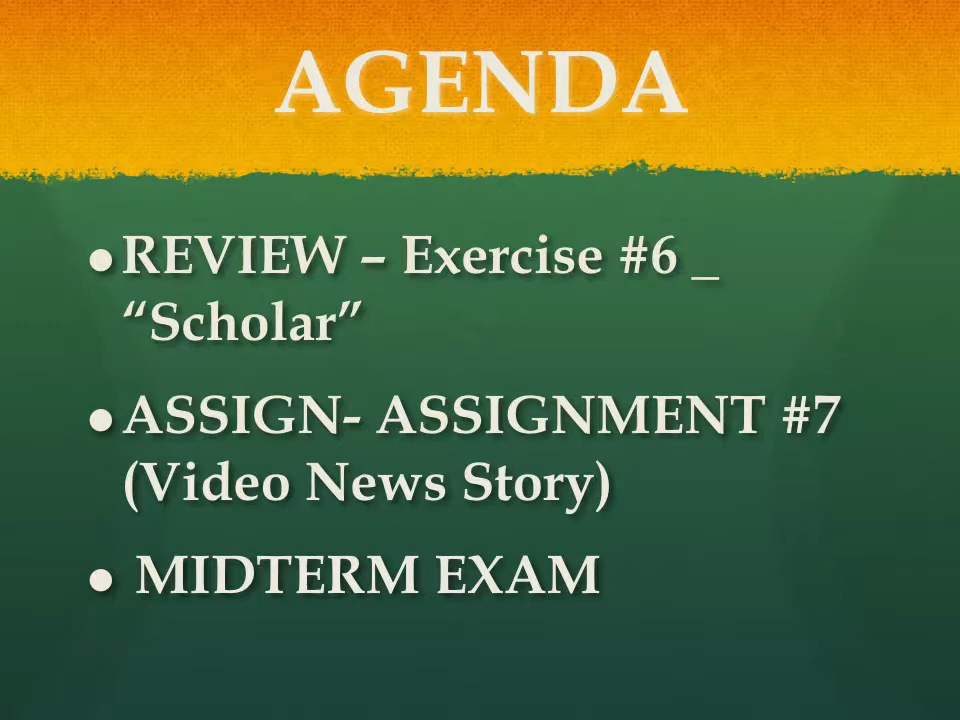 AGENDA
● REVIEW – Exercise #6 _
“Scholar”
● ASSIGN- ASSIGNMENT #7
(Video News Story)
● MIDTERM EXAM